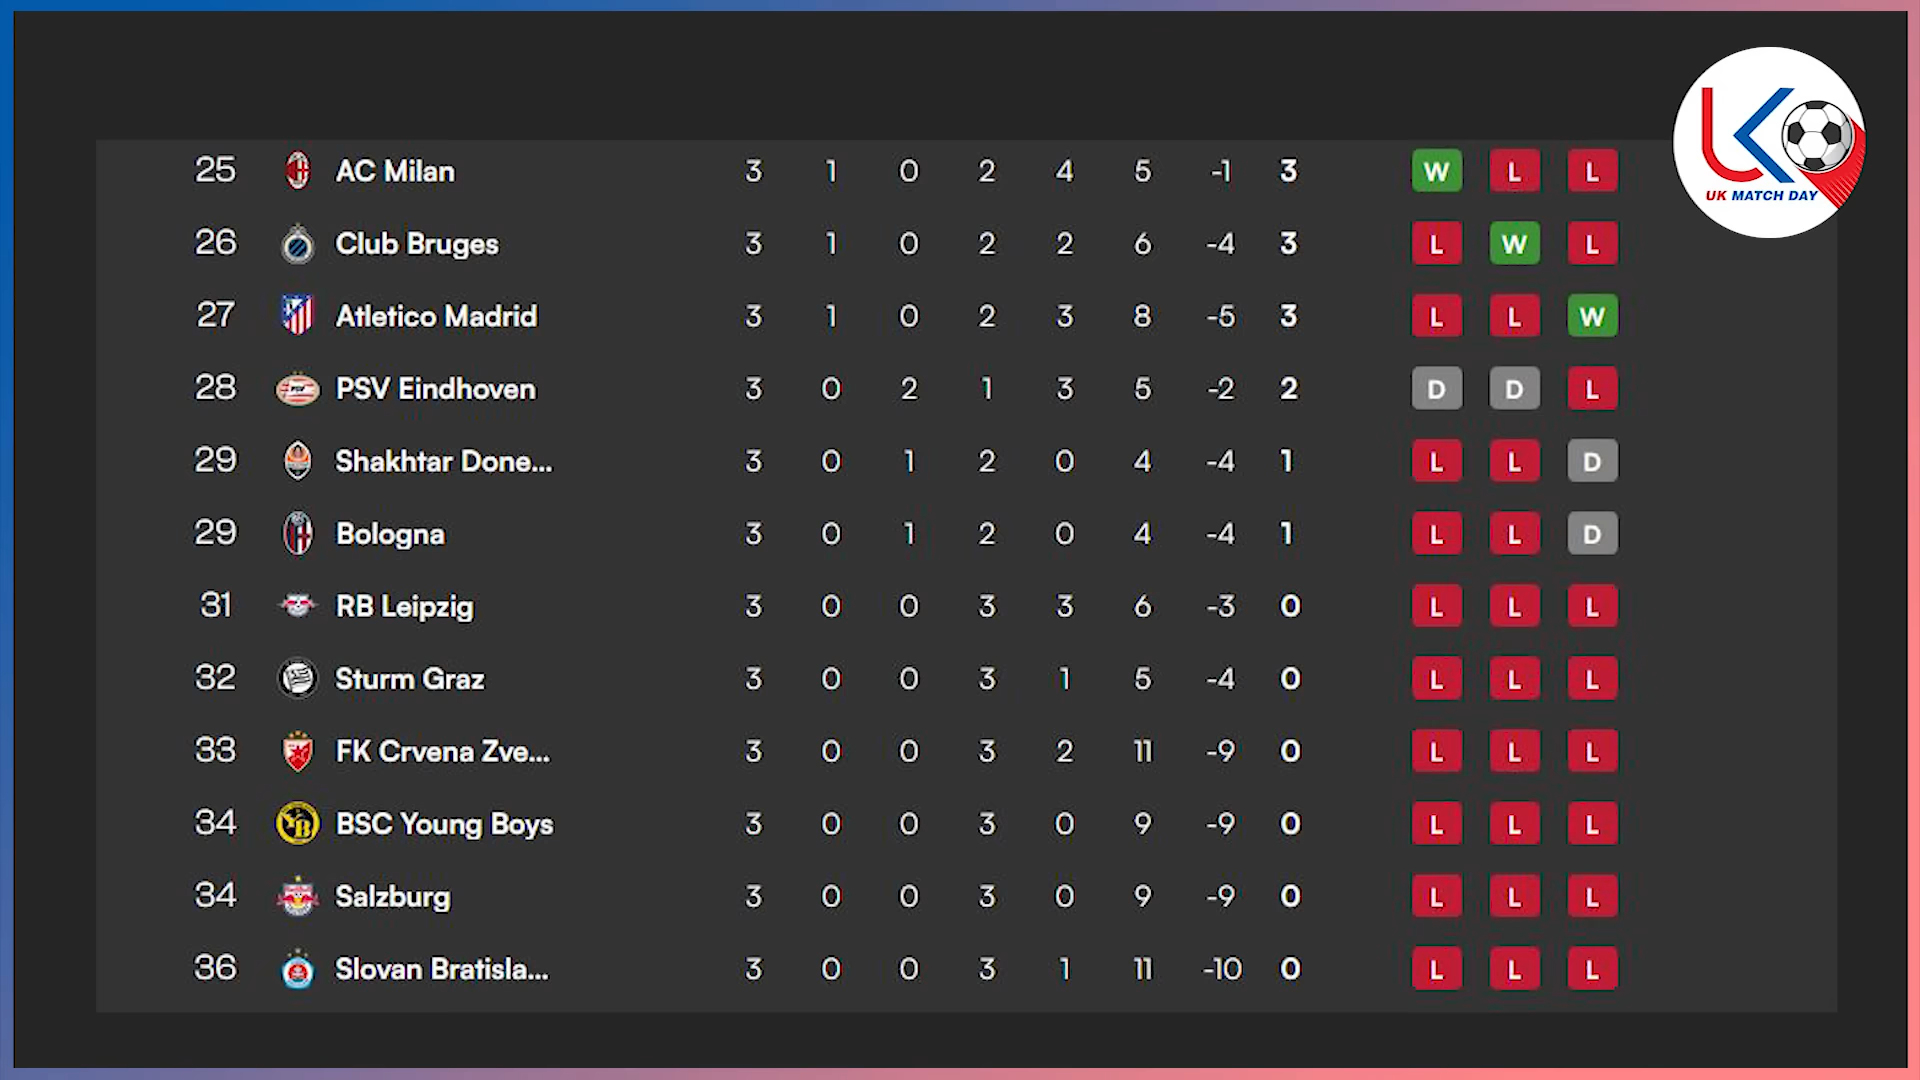 25 AC Milan 3 1 0 2 4 5 -1 3 W L L
26 Club Bruges 3 1 0 2 2 6 -4 3 L W L
27 Atletico Madrid 3 1 0 2 3 8 -5 3 L L W
28 PSV Eindhoven 3 0 2 1 3 5 -2 2 D D L
29 Shakhtar Done... 3 0 1 2 0 4 -4 1 L L D
29 Bologna 3 0 1 2 0 4 -4 1 L L D
31 RB Leipzig 3 0 0 3 3 6 -3 0 L L L
32 Sturm Graz 3 0 0 3 1 5 -4 0 L L L
33 FK Crvena Zve... 3 0 0 3 2 11 -9 0 L L L
34 BSC Young Boys 3 0 0 3 0 9 -9 0 L L L
34 Salzburg 3 0 0 3 0 9 -9 0 L L L
36 Slovan Bratisla... 3 0 0 3 1 11 -10 0 L L L
UK
UK MATCH DAY